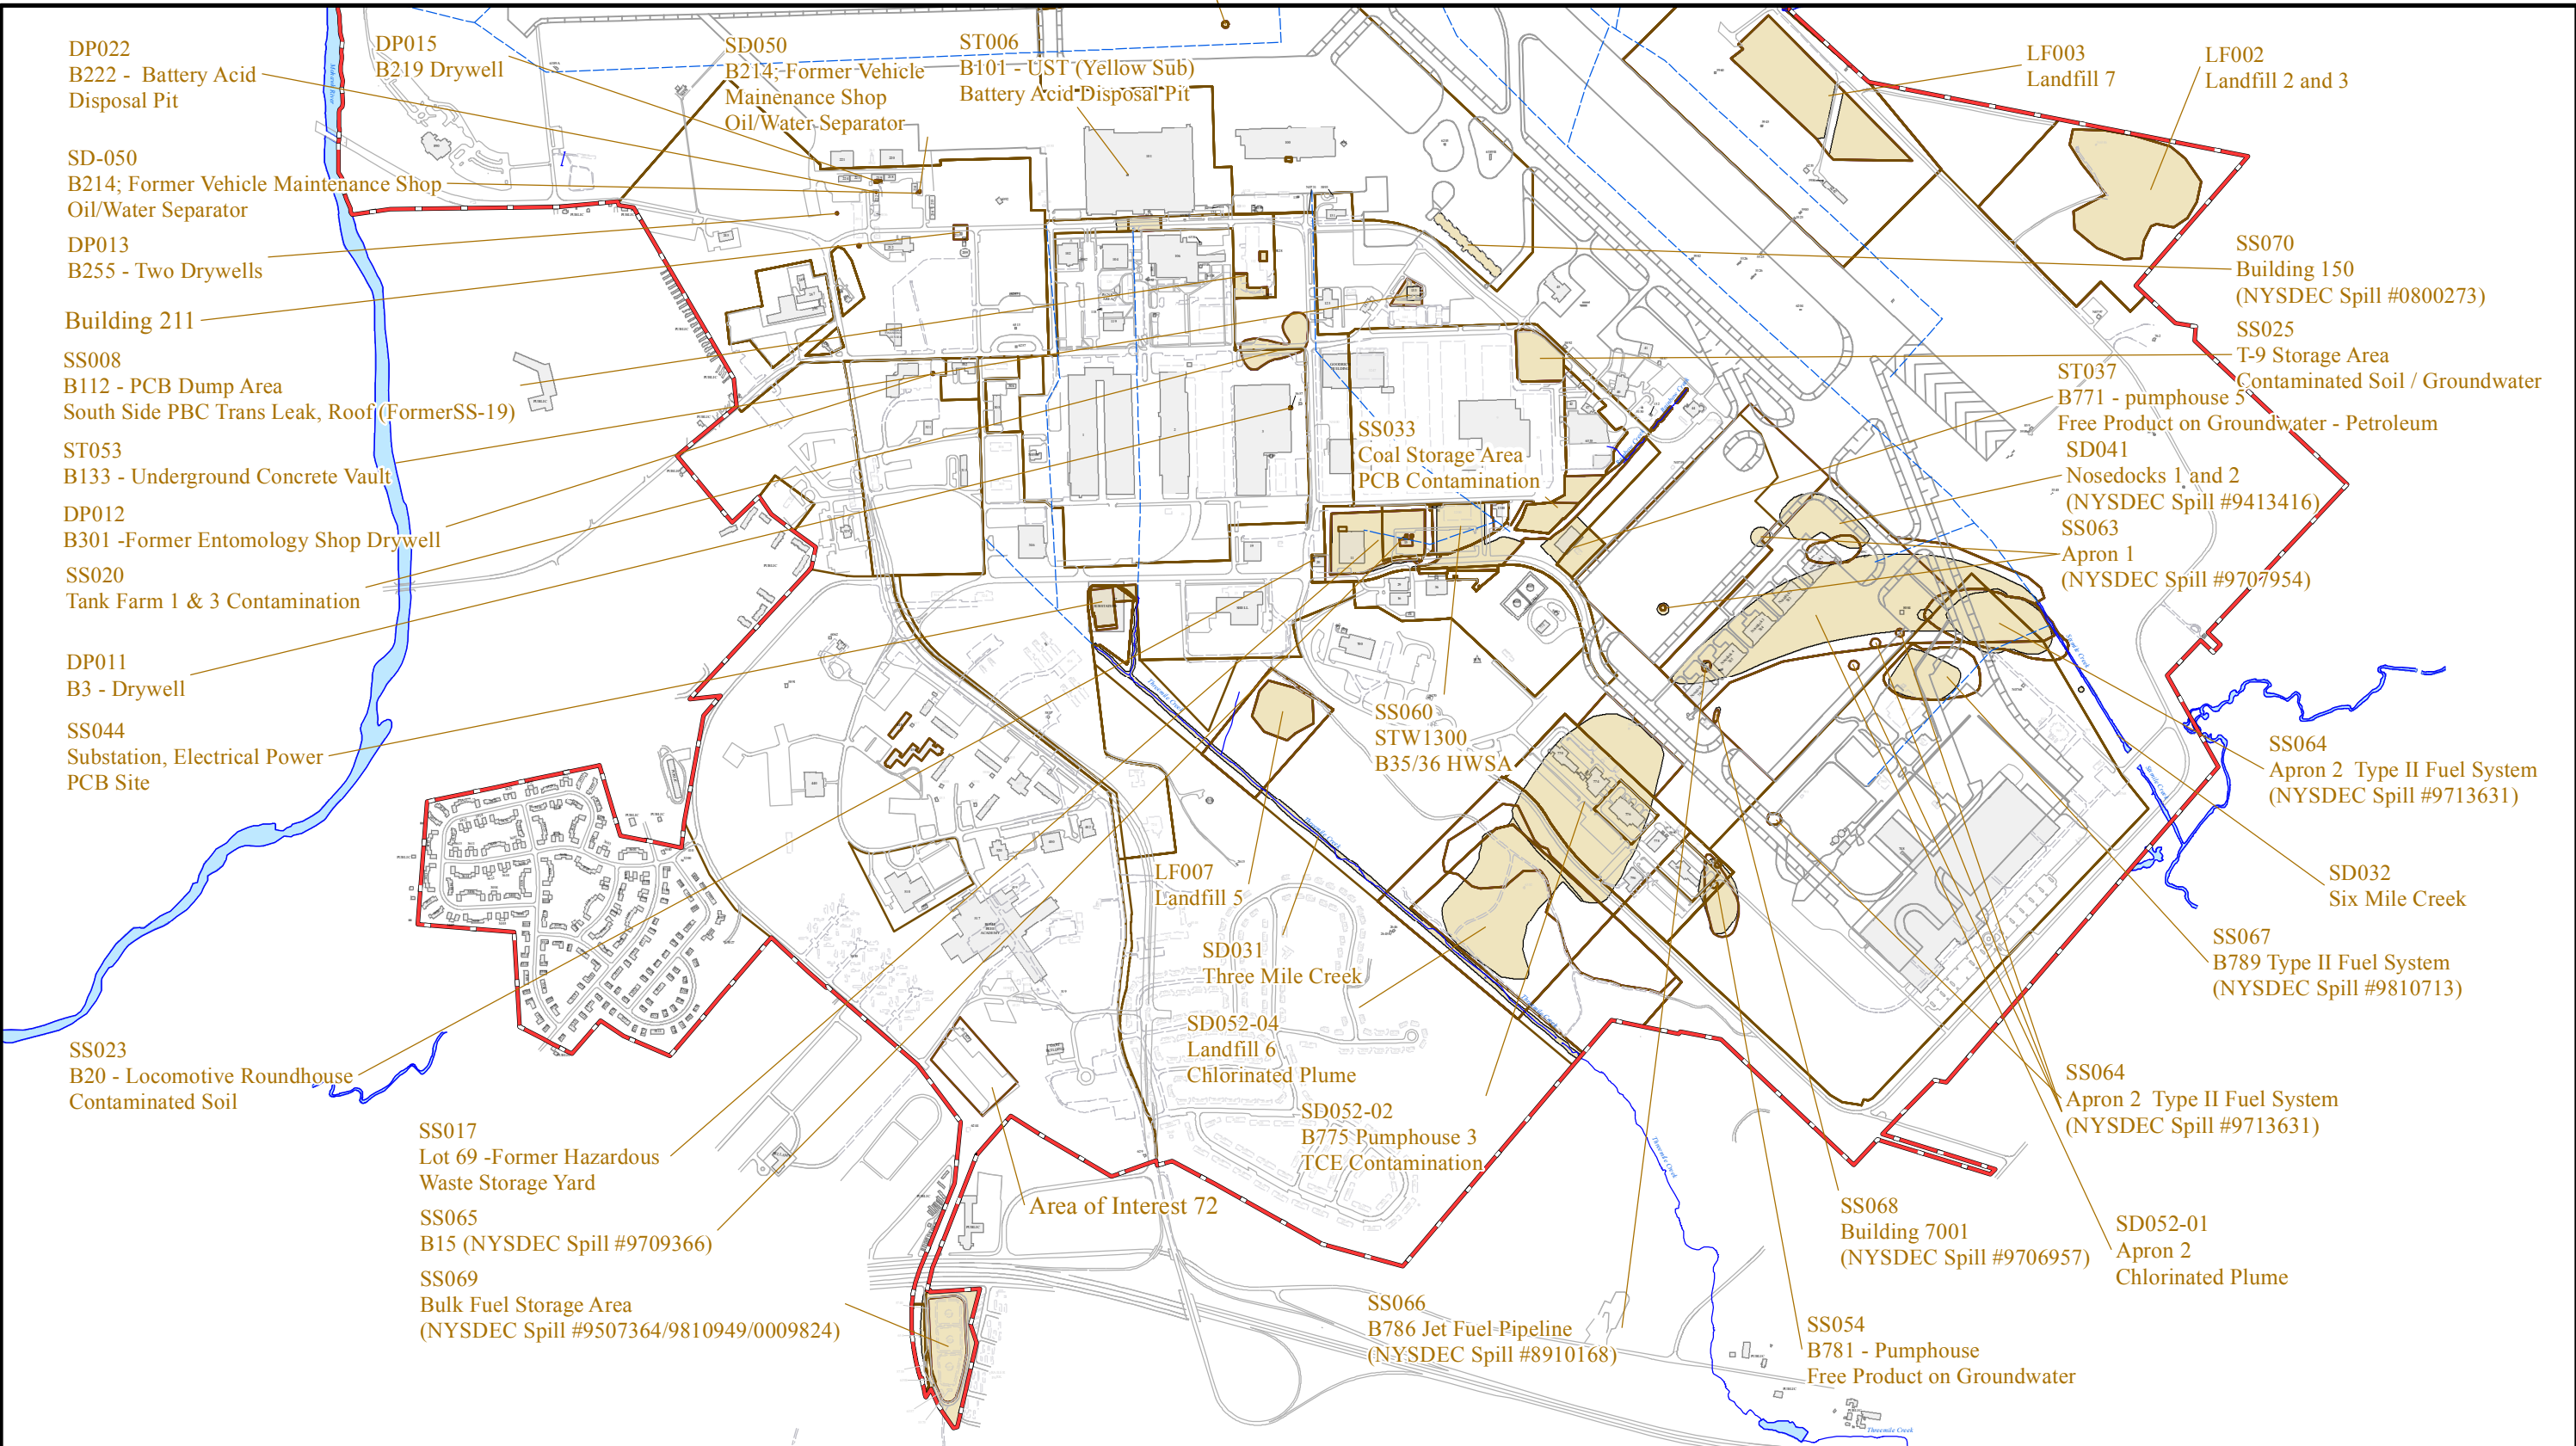 DP022
B222 - Battery Acid
Disposal Pit
DP015
B219 Drywell
SD050
B214; Former Vehicle
Mainenance Shop
Oil/Water Separator
ST006
B101 - UST (Yellow Sub)
Battery Acid Disposal Pit
LF003
Landfill 7
LF002
Landfill 2 and 3
SD-050
B214; Former Vehicle Maintenance Shop
Oil/Water Separator
DP013
B255 - Two Drywells
Building 211
SS008
B112 - PCB Dump Area
South Side PBC Trans Leak, Roof (FormerSS-19)
ST053
B133 - Underground Concrete Vault
DP012
B301 -Former Entomology Shop Drywell
SS020
Tank Farm 1 & 3 Contamination
DP011
B3 - Drywell
SS044
Substation, Electrical Power
PCB Site
SS023
B20 - Locomotive Roundhouse
Contaminated Soil
SS017
Lot 69 -Former Hazardous
Waste Storage Yard
SS065
B15 (NYSDEC Spill #9709366)
SS069
Bulk Fuel Storage Area
(NYSDEC Spill #9507364/9810949/0009824)
Area of Interest 72
SS033
Coal Storage Area
PCB Contamination
SS060
STW1300
B35/36 HWSA
LF007
Landfill 5
SD031
Three Mile Creek
SD052-04
Landfill 6
Chlorinated Plume
SD052-02
B775 Pumphouse 3
TCE Contamination
SS066
B786 Jet Fuel Pipeline
(NYSDEC Spill #8910168)
SS070
Building 150
(NYSDEC Spill #0800273)
SS025
T-9 Storage Area
Contaminated Soil / Groundwater
ST037
B771 - pumphouse 5
Free Product on Groundwater - Petroleum
SD041
Nosedocks 1 and 2
(NYSDEC Spill #9413416)
SS063
Apron 1
(NYSDEC Spill #9707954)
SS064
Apron 2 Type II Fuel System
(NYSDEC Spill #9713631)
SD032
Six Mile Creek
SS067
B789 Type II Fuel System
(NYSDEC Spill #9810713)
SS064
Apron 2 Type II Fuel System
(NYSDEC Spill #9713631)
SS068
Building 7001
(NYSDEC Spill #9706957)
SD052-01
Apron 2
Chlorinated Plume
SS054
B781 - Pumphouse
Free Product on Groundwater
Threemile Creek
Threemile Creek
Threemile Creek
Threemile Creek
Threemile Creek